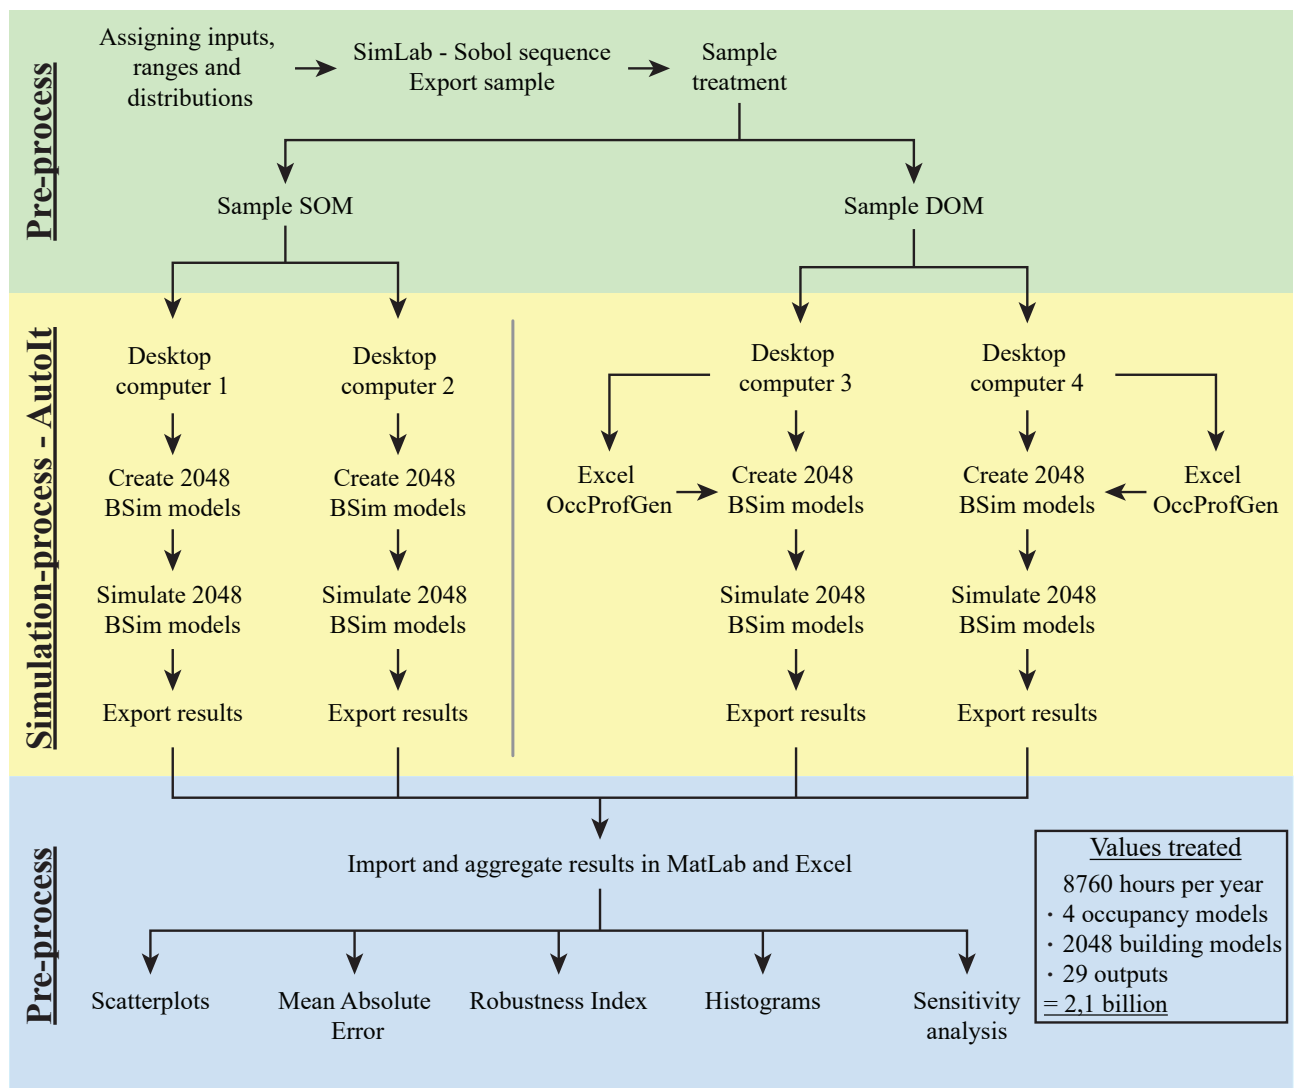 Pre-process
Assigning inputs,
ranges and
distributions
SimLab - Sobol sequence
Export sample
Sample
treatment
Sample SOM
Sample DOM
Simulation-process - AutoIt
Desktop
computer 1
Desktop
computer 2
Desktop
computer 3
Desktop
computer 4
Create 2048
BSim models
Create 2048
BSim models
Excel
OccProfGen
Create 2048
BSim models
Create 2048
BSim models
Excel
OccProfGen
Simulate 2048
BSim models
Simulate 2048
BSim models
Simulate 2048
BSim models
Simulate 2048
BSim models
Export results
Export results
Export results
Export results
Pre-process
Import and aggregate results in MatLab and Excel
Scatterplots
Mean Absolute
Error
Robustness Index
Histograms
Sensitivity
analysis
Values treated
8760 hours per year
· 4 occupancy models
· 2048 building models
· 29 outputs
= 2,1 billion